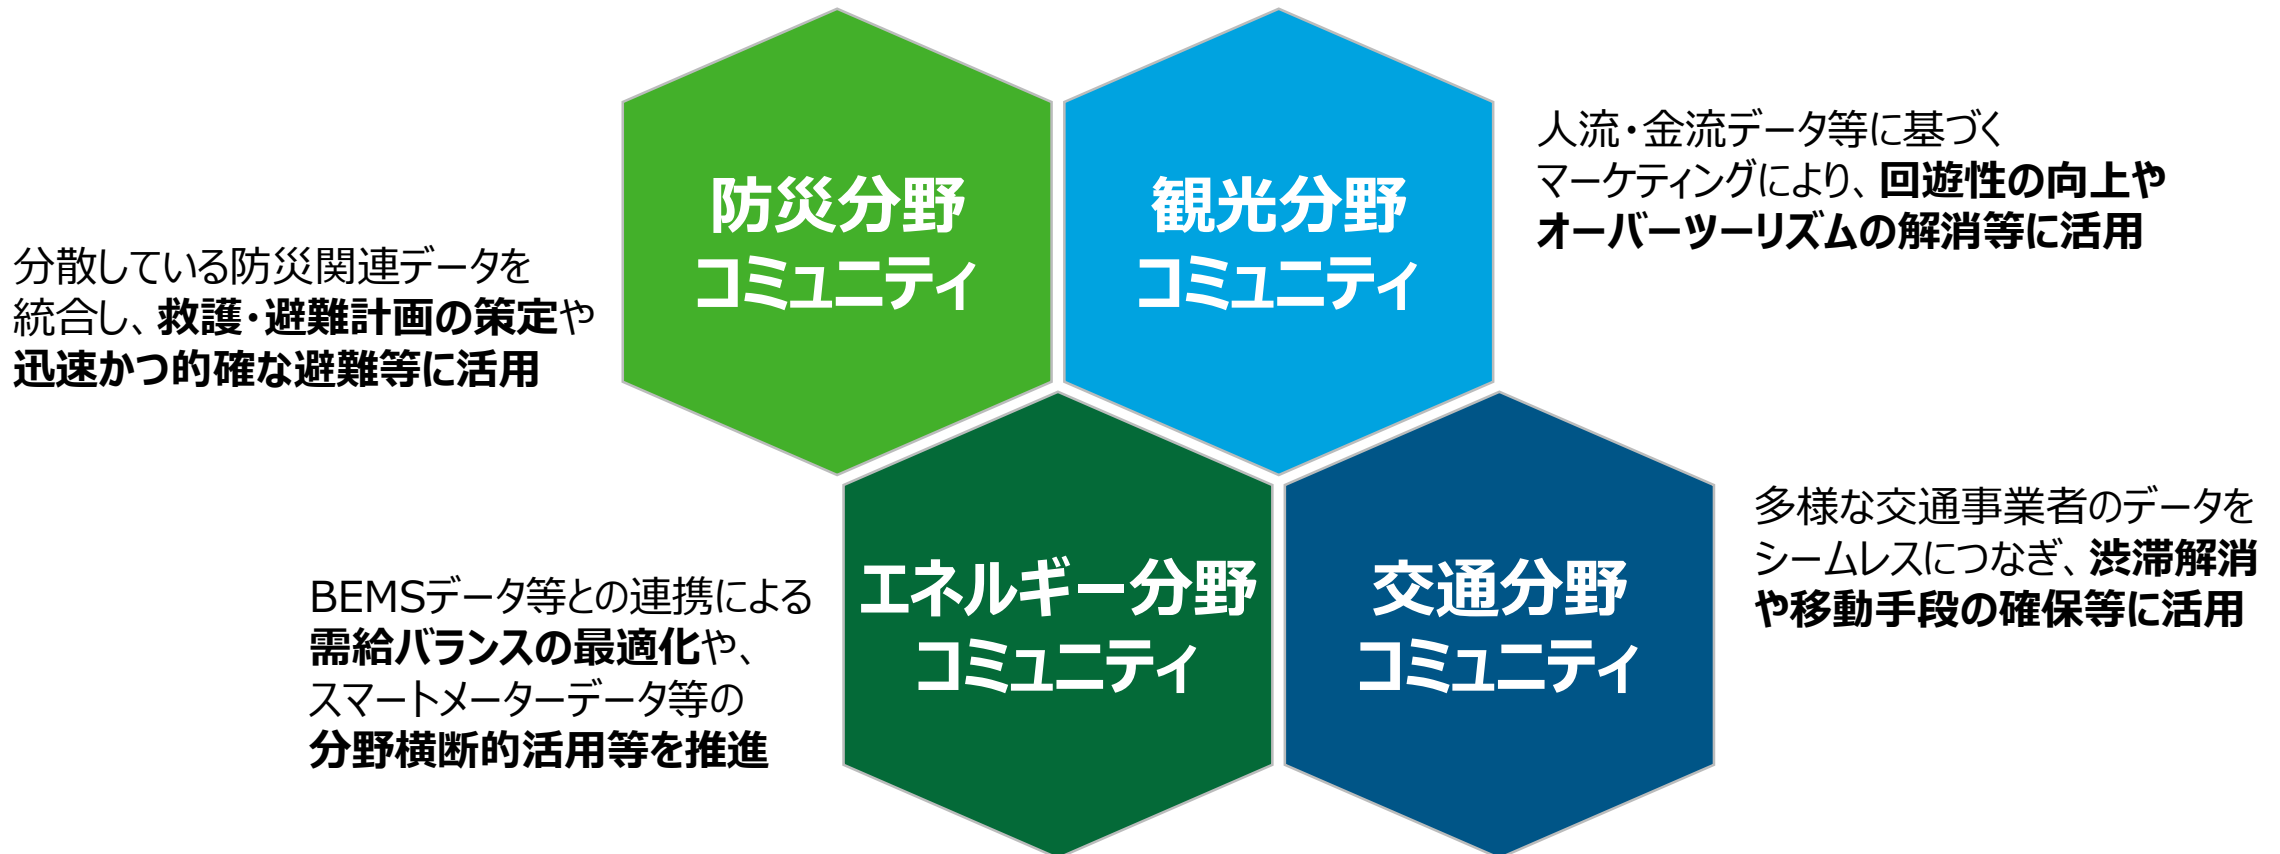 防災分野
コミュニティ
分散している防災関連データを
統合し、救護・避難計画の策定や
迅速かつ的確な避難等に活用
観光分野
コミュニティ
人流・金流データ等に基づく
マーケティングにより、回遊性の向上や
オーバーツーリズムの解消等に活用
エネルギー分野
コミュニティ
BEMSデータ等との連携による
需給バランスの最適化や、
スマートメーターデータ等の
分野横断的活用等を推進
交通分野
コミュニティ
多様な交通事業者のデータを
シームレスにつなぎ、渋滞解消
や移動手段の確保等に活用